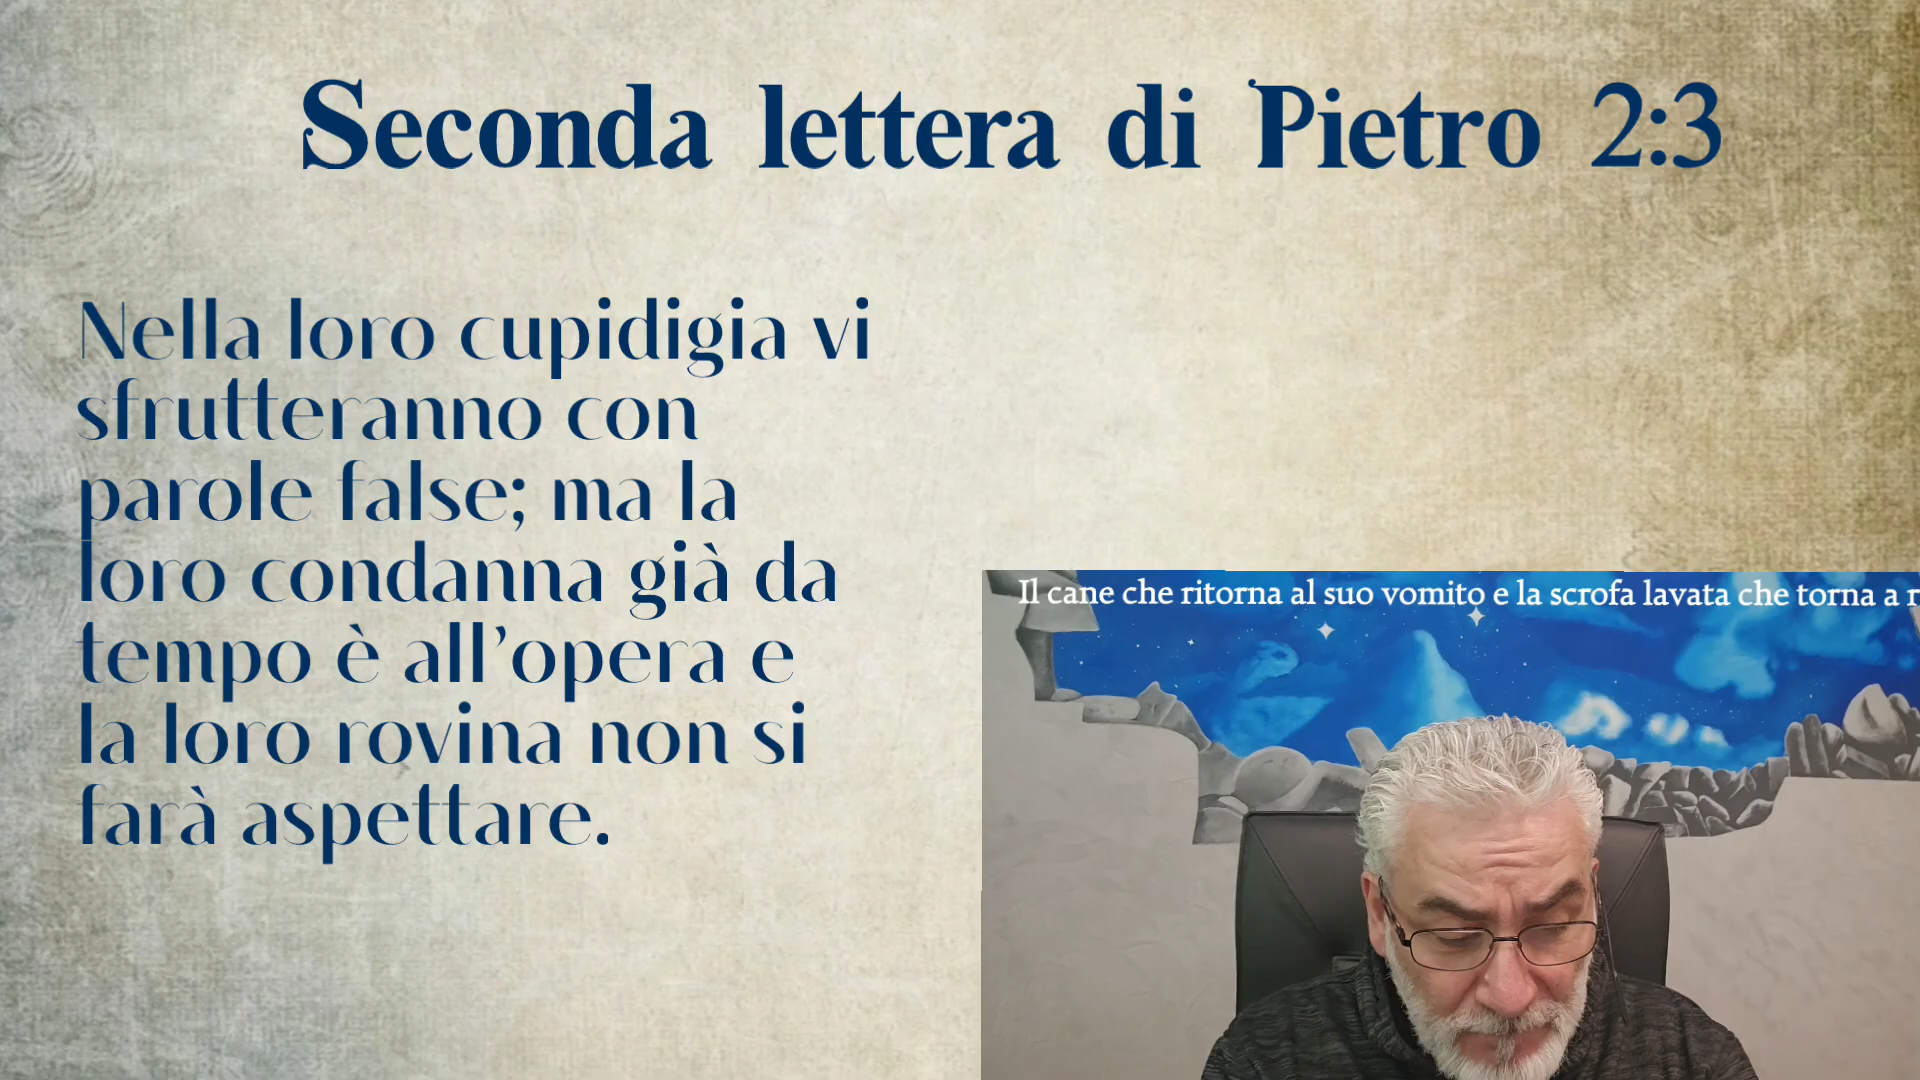 Seconda lettera di Pietro 2:3
Nella loro cupidigia vi
sfrutteranno con
parole false; ma la
loro condanna già da
tempo è all’opera e
la loro rovina non si
farà aspettare.
Il cane che ritorna al suo vomito e la scrofa lavata che torna a